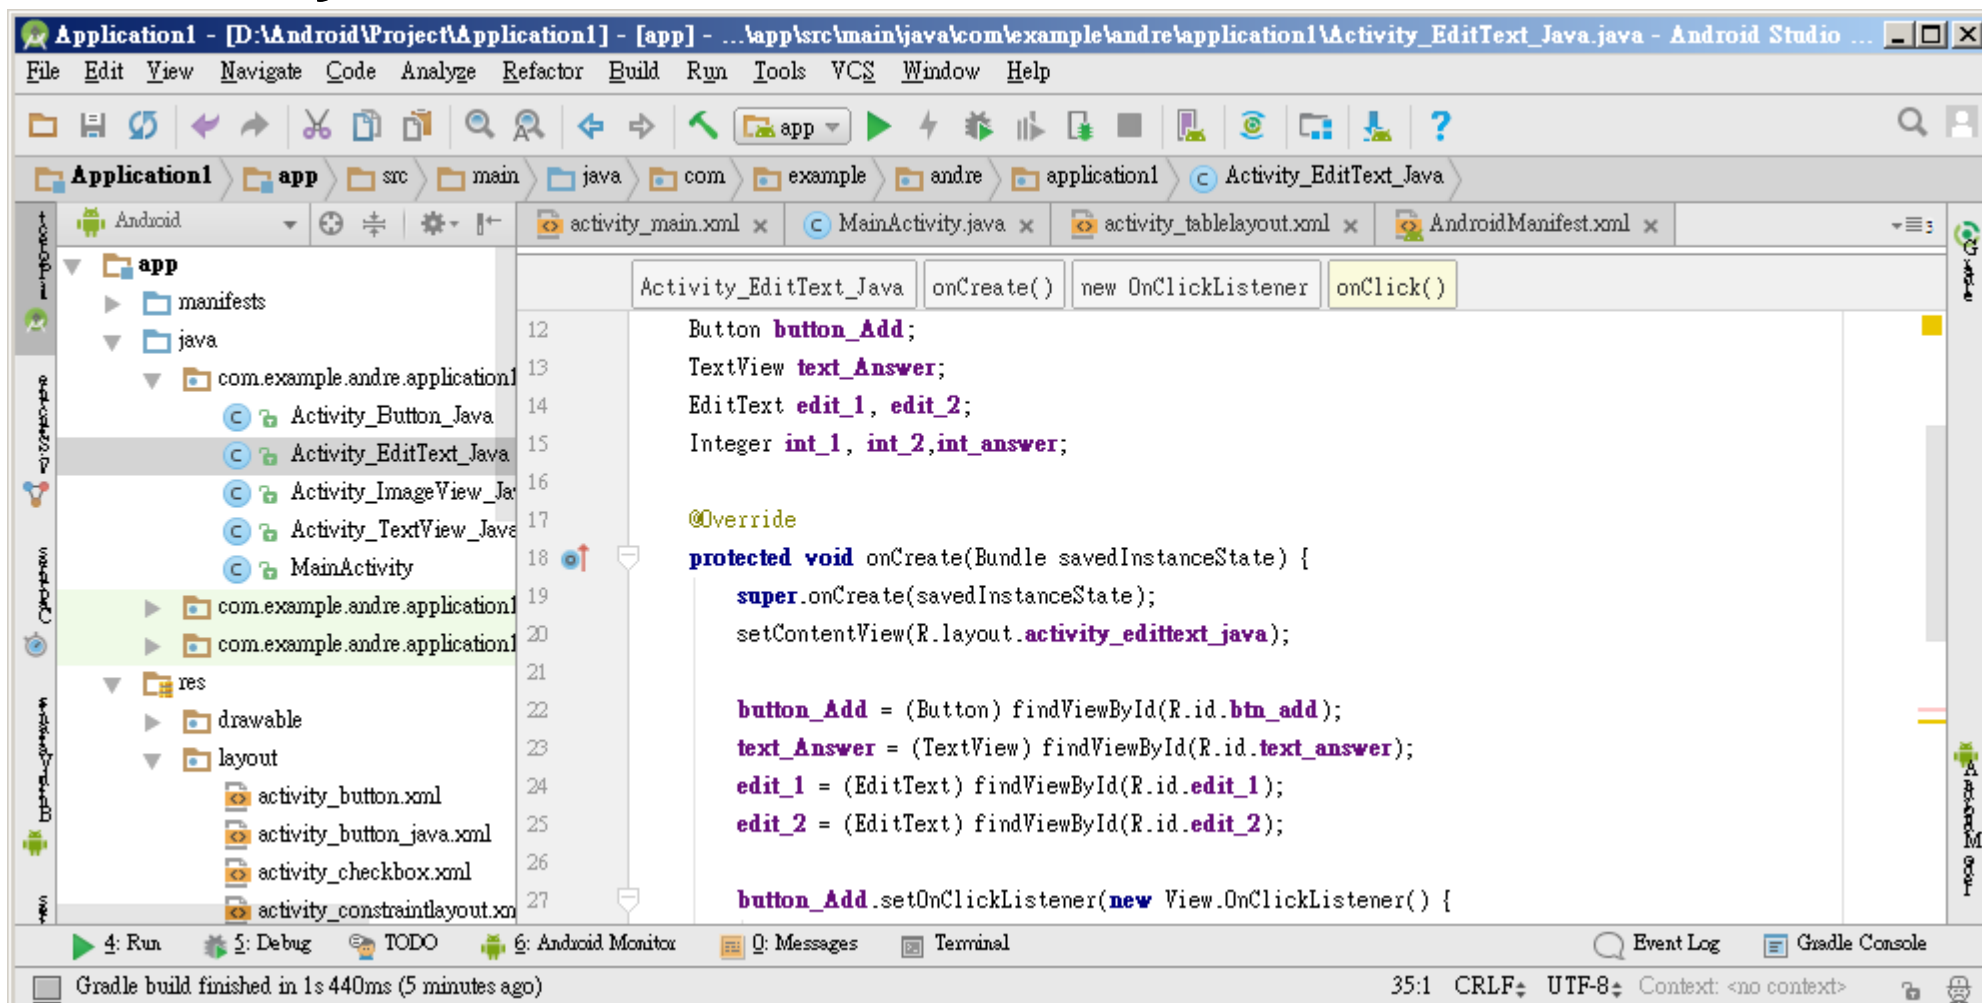 Application1 - [D:\Android\Project\Application1] - [app] - ...\app\src\main\java\com\example\andre\application1\Activity_EditText_Java.java - Android Studio ...
File Edit View Navigate Code Analyze Refactor Build Run Tools VCS Window Help
app
Application1 app src main java com example andre application1 Activity_EditText_Java
Android activity_main.xml MainActivity.java activity_tablelayout.xml AndroidManifest.xml
app
manifests
java
com.example.andre.application1
Activity_Button_Java
Activity_EditText_Java
Activity_ImageView_Ja
Activity_TextView_Java
MainActivity
com.example.andre.application1
com.example.andre.application1
res
drawable
layout
activity_button.xml
activity_button_java.xml
activity_checkbox.xml
activity_constraintlayout.xm
Activity_EditText_Java onCreate() new OnClickListener onClick()
12 Button button_Add;
13 TextView text_Answer;
14 EditText edit_1, edit_2;
15 Integer int_1, int_2,int_answer;
16
17 @Override
18 protected void onCreate(Bundle savedInstanceState) {
19 super.onCreate(savedInstanceState);
20 setContentView(R.layout.activity_edittext_java);
21
22 button_Add = (Button) findViewById(R.id.btn_add);
23 text_Answer = (TextView) findViewById(R.id.text_answer);
24 edit_1 = (EditText) findViewById(R.id.edit_1);
25 edit_2 = (EditText) findViewById(R.id.edit_2);
26
27 button_Add.setOnClickListener(new View.OnClickListener() {
4: Run 5: Debug TODO 6: Android Monitor 0: Messages Terminal Event Log Gradle Console
Gradle build finished in 1s 440ms (5 minutes ago) 35:1 CRLF UTF-8 Context: <no context>